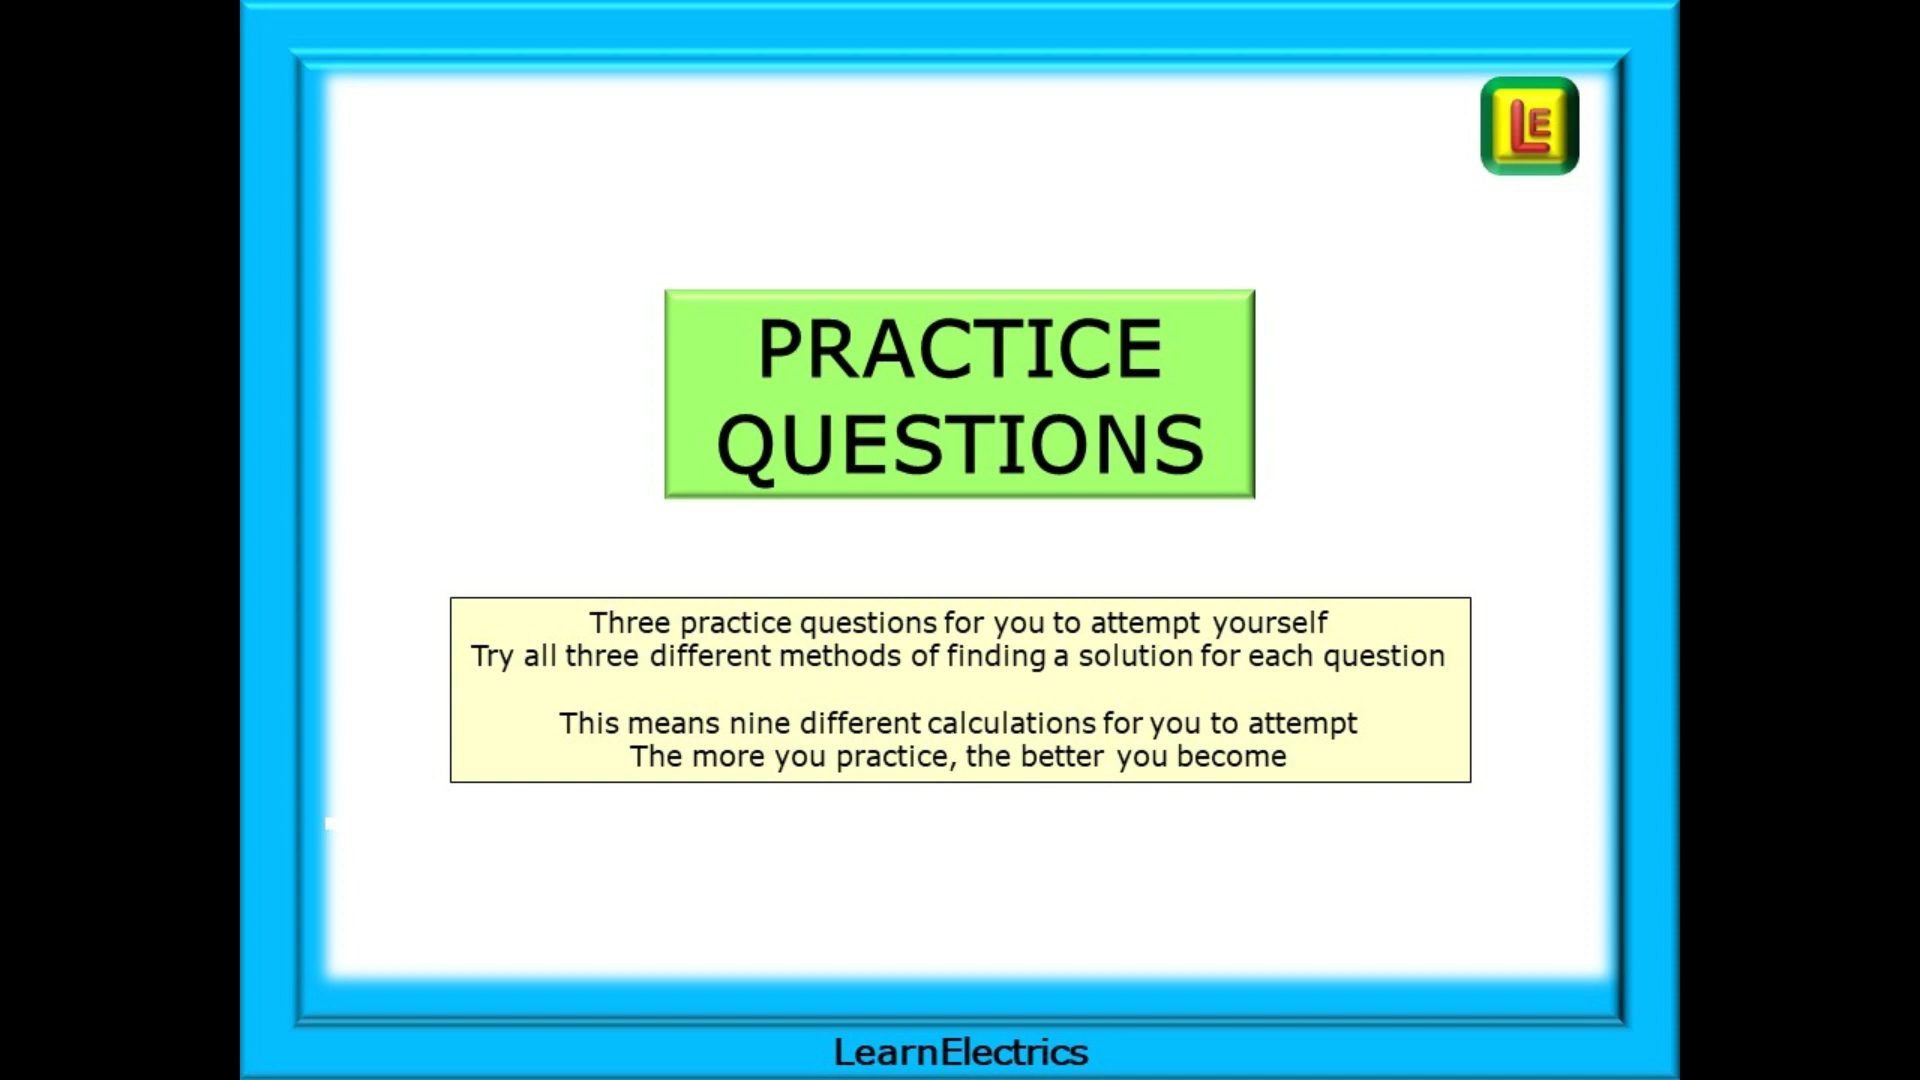 LE
PRACTICE
QUESTIONS
Three practice questions for you to attempt yourself
Try all three different methods of finding a solution for each question
This means nine different calculations for you to attempt
The more you practice, the better you become
LearnElectrics